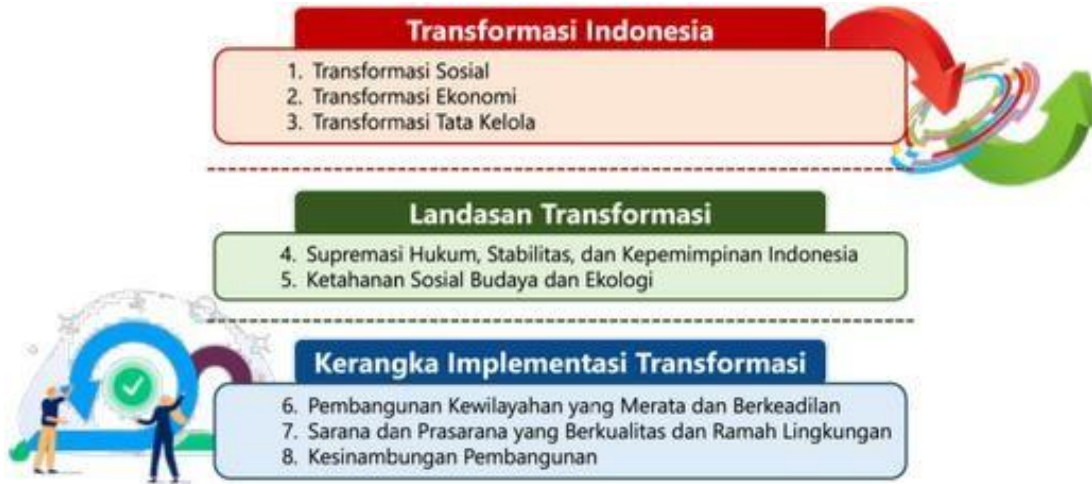 Transformasi Indonesia
1. Transformasi Sosial
2. Transformasi Ekonomi
3. Transformasi Tata Kelola
Landasan Transformasi
4. Supremasi Hukum, Stabilitas, dan Kepemimpinan Indonesia
5. Ketahanan Sosial Budaya dan Ekologi
Kerangka Implementasi Transformasi
6. Pembangunan Kewilayahan yang Merata dan Berkeadilan
7. Sarana dan Prasarana yang Berkualitas dan Ramah Lingkungan
8. Kesinambungan Pembangunan